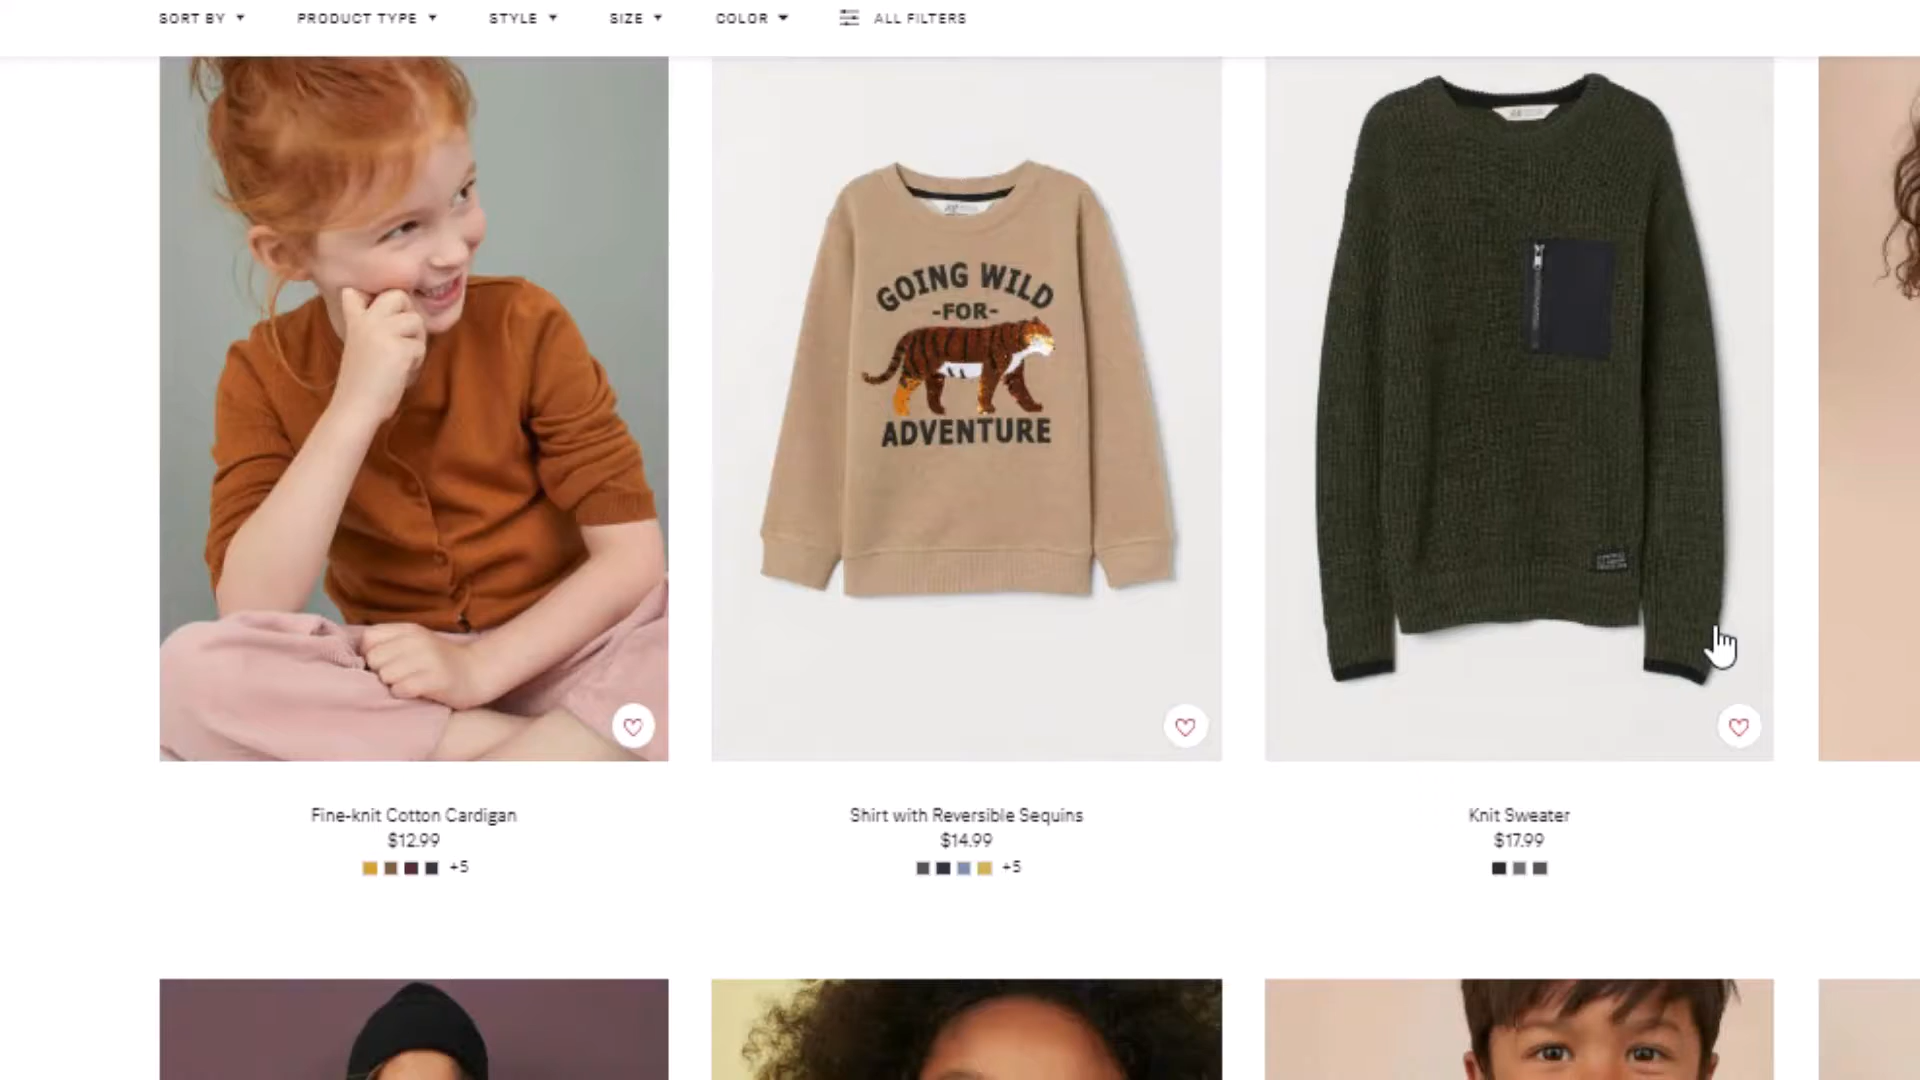 SORT BY
PRODUCT TYPE
STYLE
SIZE
COLOR
ALL FILTERS
GOING WILD
-FOR-
ADVENTURE
Fine-knit Cotton Cardigan
$12.99
+5
Shirt with Reversible Sequins
$14.99
+5
Knit Sweater
$17.99